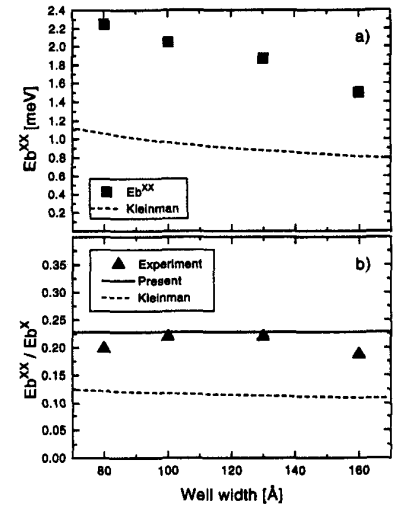 2.4
2.2
2.0
1.8
1.6
1.4
1.2
1.0
0.8
0.6
0.4
0.2
Eb^XX [meV]
a)
Eb^XX
Kleinman
0.35
0.30
0.25
0.20
0.15
0.10
0.05
0.00
Eb^XX / Eb^X
b)
Experiment
Present
Kleinman
80 100 120 140 160
Well width [Å]